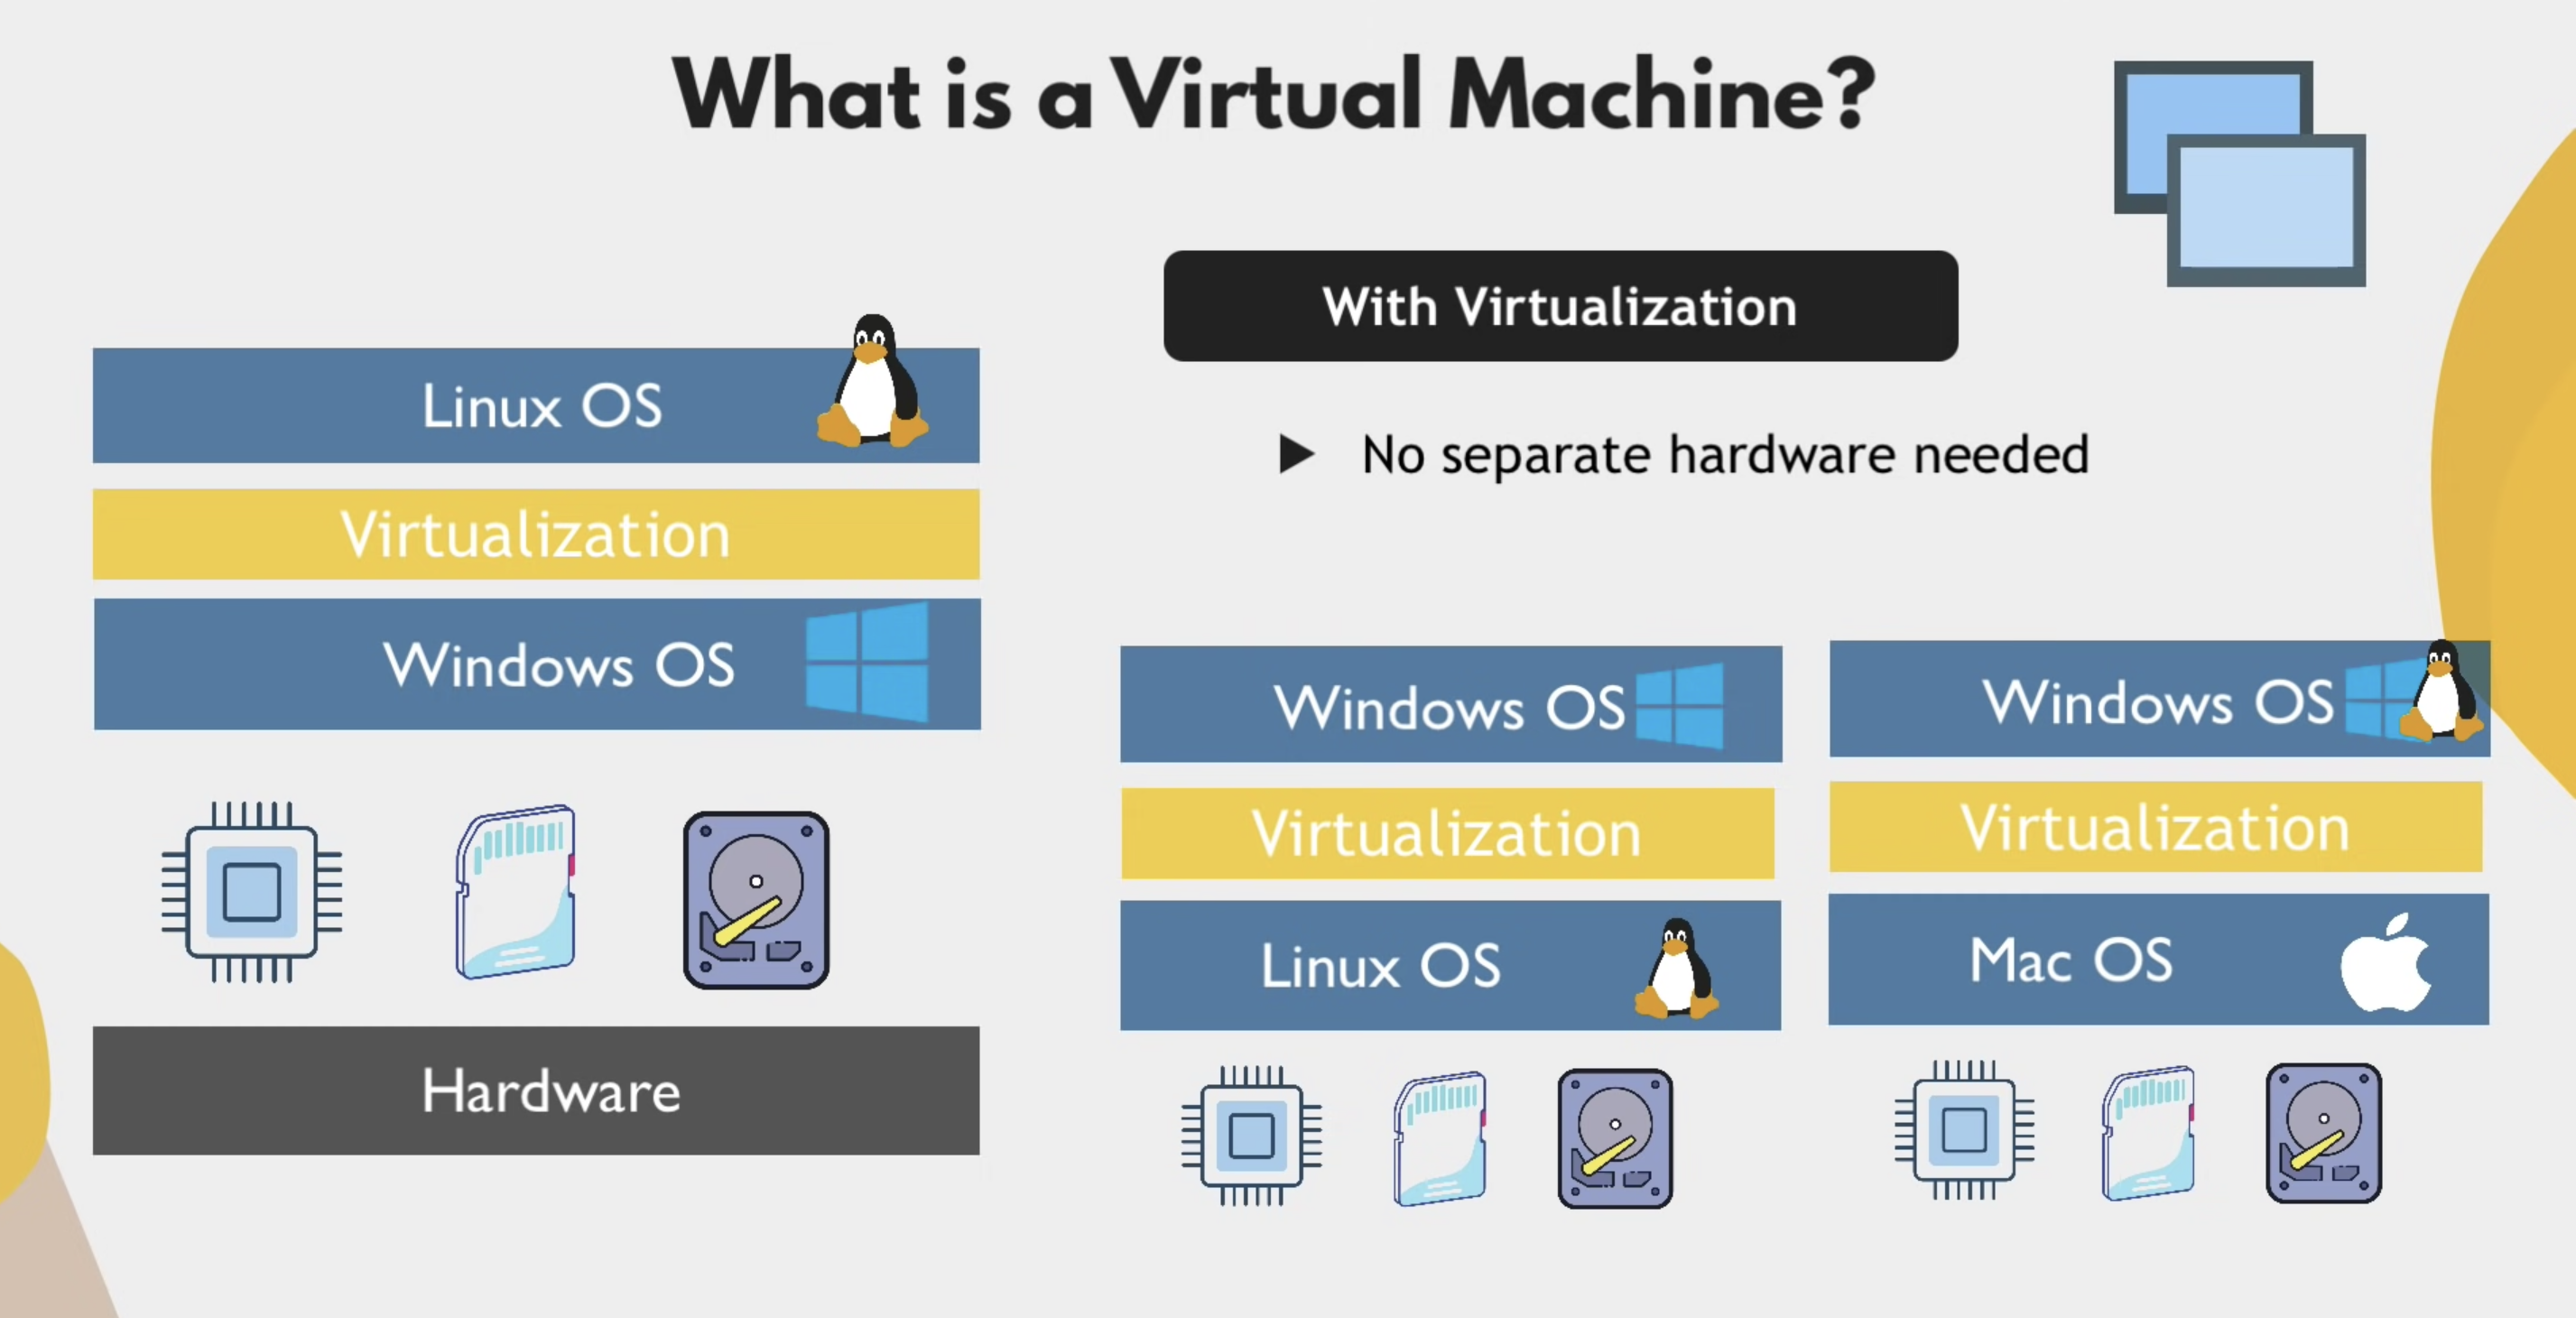 What is a Virtual Machine?
With Virtualization
▶ No separate hardware needed
Linux OS
Virtualization
Windows OS
Hardware
Windows OS
Virtualization
Linux OS
Windows OS
Virtualization
Mac OS